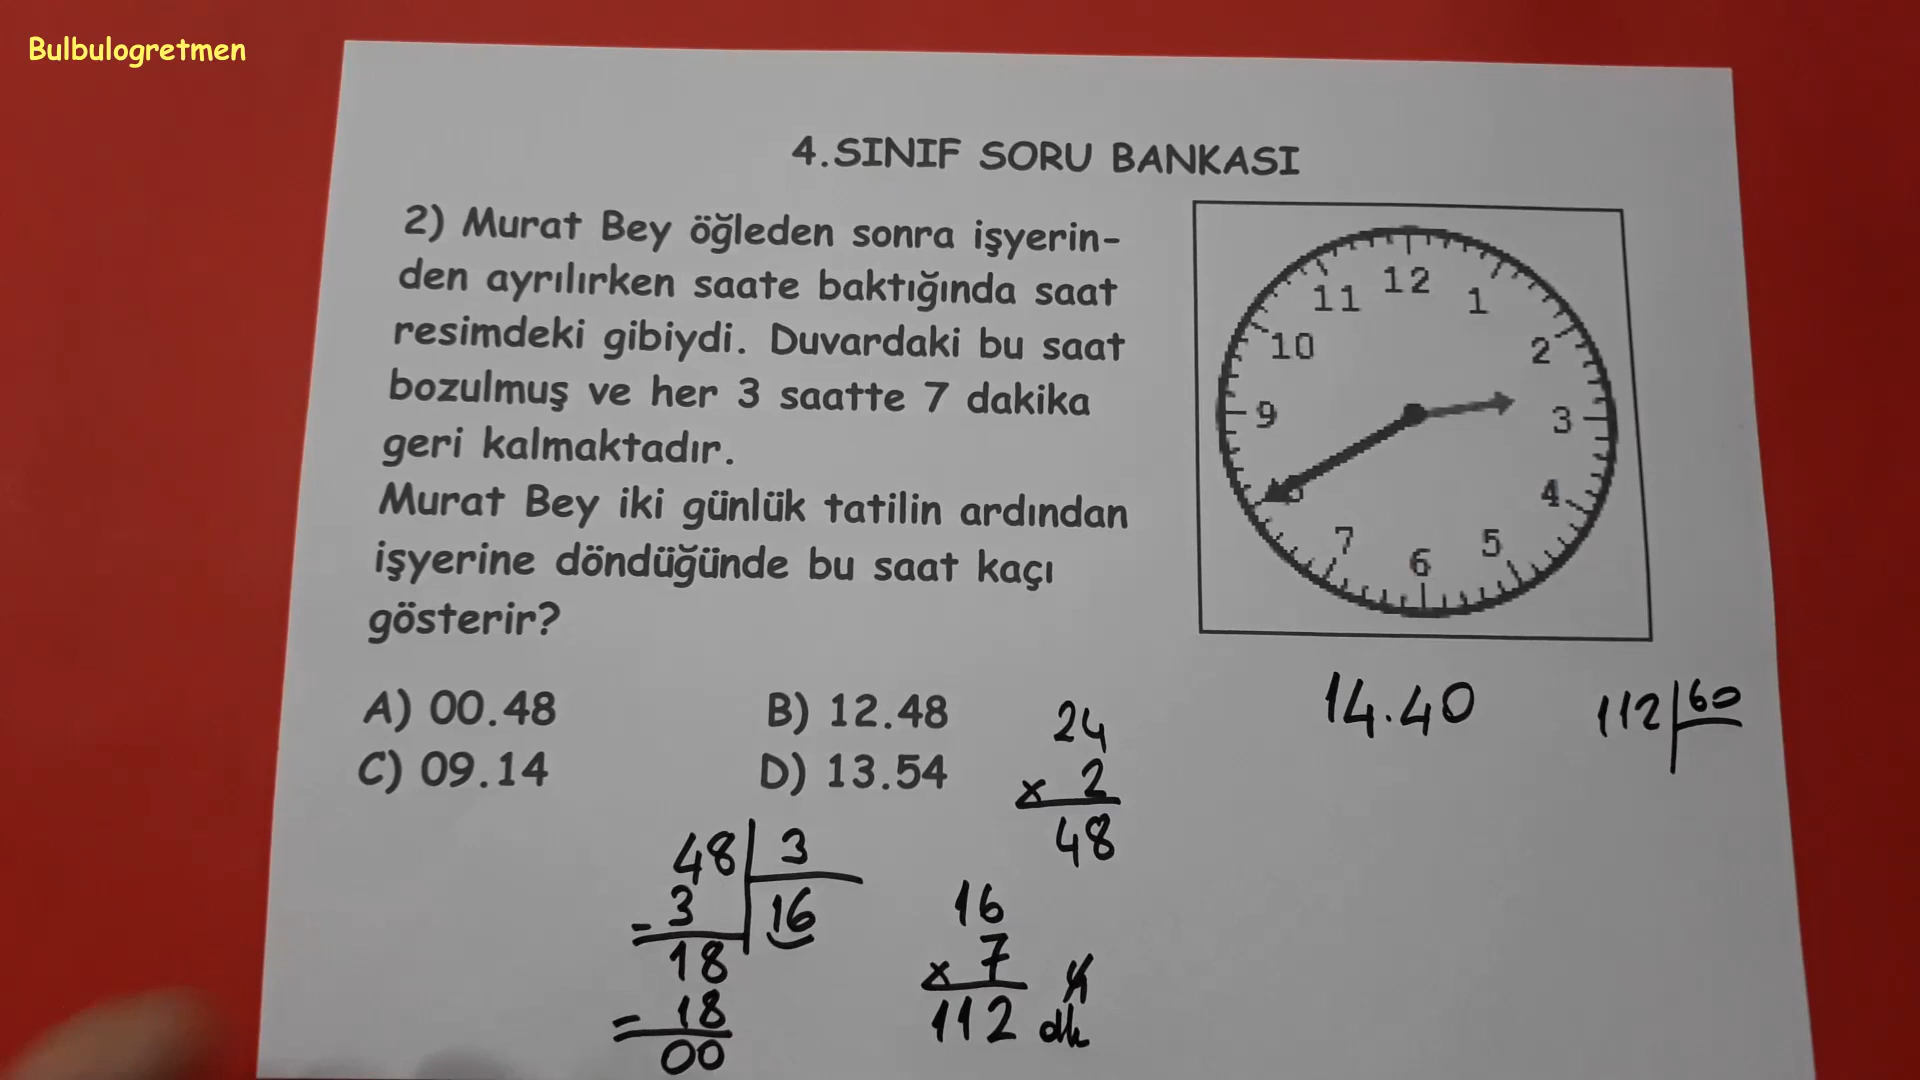 Bulbulogretmen
4.SINIF SORU BANKASI
2) Murat Bey öğleden sonra işyerin-
den ayrılırken saate baktığında saat
resimdeki gibiydi. Duvardaki bu saat
bozulmuş ve her 3 saatte 7 dakika
geri kalmaktadır.
Murat Bey iki günlük tatilin ardından
işyerine döndüğünde bu saat kaçı
gösterir?
A) 00.48
B) 12.48
C) 09.14
D) 13.54
12
1
2
3
4
5
6
7
9
10
11
14.40
112 60
24
x 2
48
48 3
- 3 16
18
= 18
00
16
x 7
112 dk